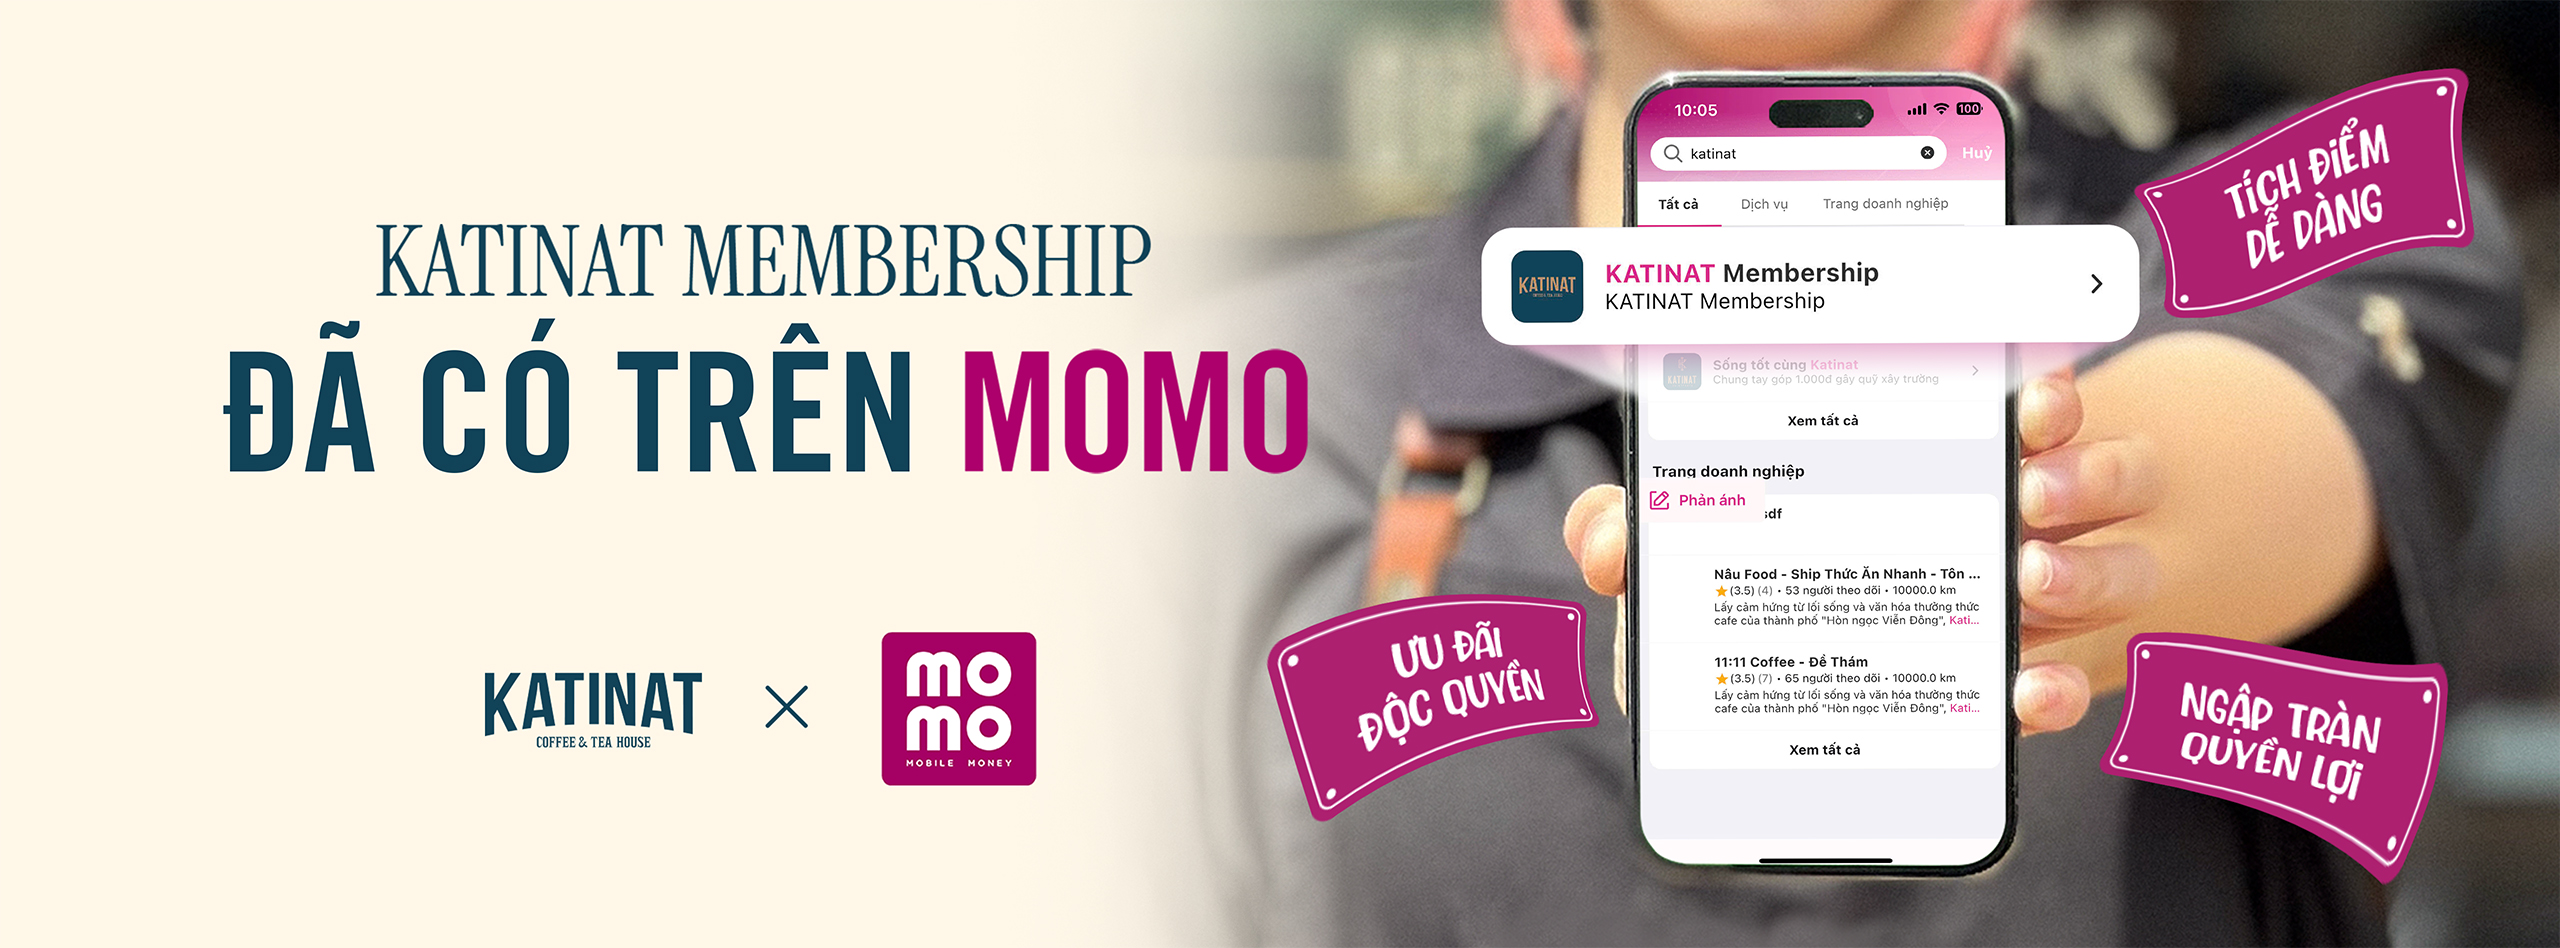 KATINAT MEMBERSHIP
ĐÃ CÓ TRÊN MOMO
KATINAT
COFFEE & TEA HOUSE
×
mo
mo
MOBILE MONEY
10:05
100
katinat
Huỷ
Tất cả
Dịch vụ
Trang doanh nghiệp
KATINAT
COFFEE & TEA HOUSE
KATINAT Membership
KATINAT Membership
KATINAT
Sống tốt cùng Katinat
Chung tay góp 1.000đ gây quỹ xây trường
Xem tất cả
Trang doanh nghiệp
Phản ánh
sdf
Nâu Food - Ship Thức Ăn Nhanh - Tôn ...
(3.5) (4) • 53 người theo dõi • 10000.0 km
Lấy cảm hứng từ lối sống và văn hóa thường thức
cafe của thành phố "Hòn ngọc Viễn Đông", Kati...
11:11 Coffee - Đề Thám
(3.5) (7) • 65 người theo dõi • 10000.0 km
Lấy cảm hứng từ lối sống và văn hóa thường thức
cafe của thành phố "Hòn ngọc Viễn Đông", Kati...
Xem tất cả
TÍCH ĐIỂM
DỄ DÀNG
ƯU ĐÃI
ĐỘC QUYỀN
NGẬP TRÀN
QUYỀN LỢI